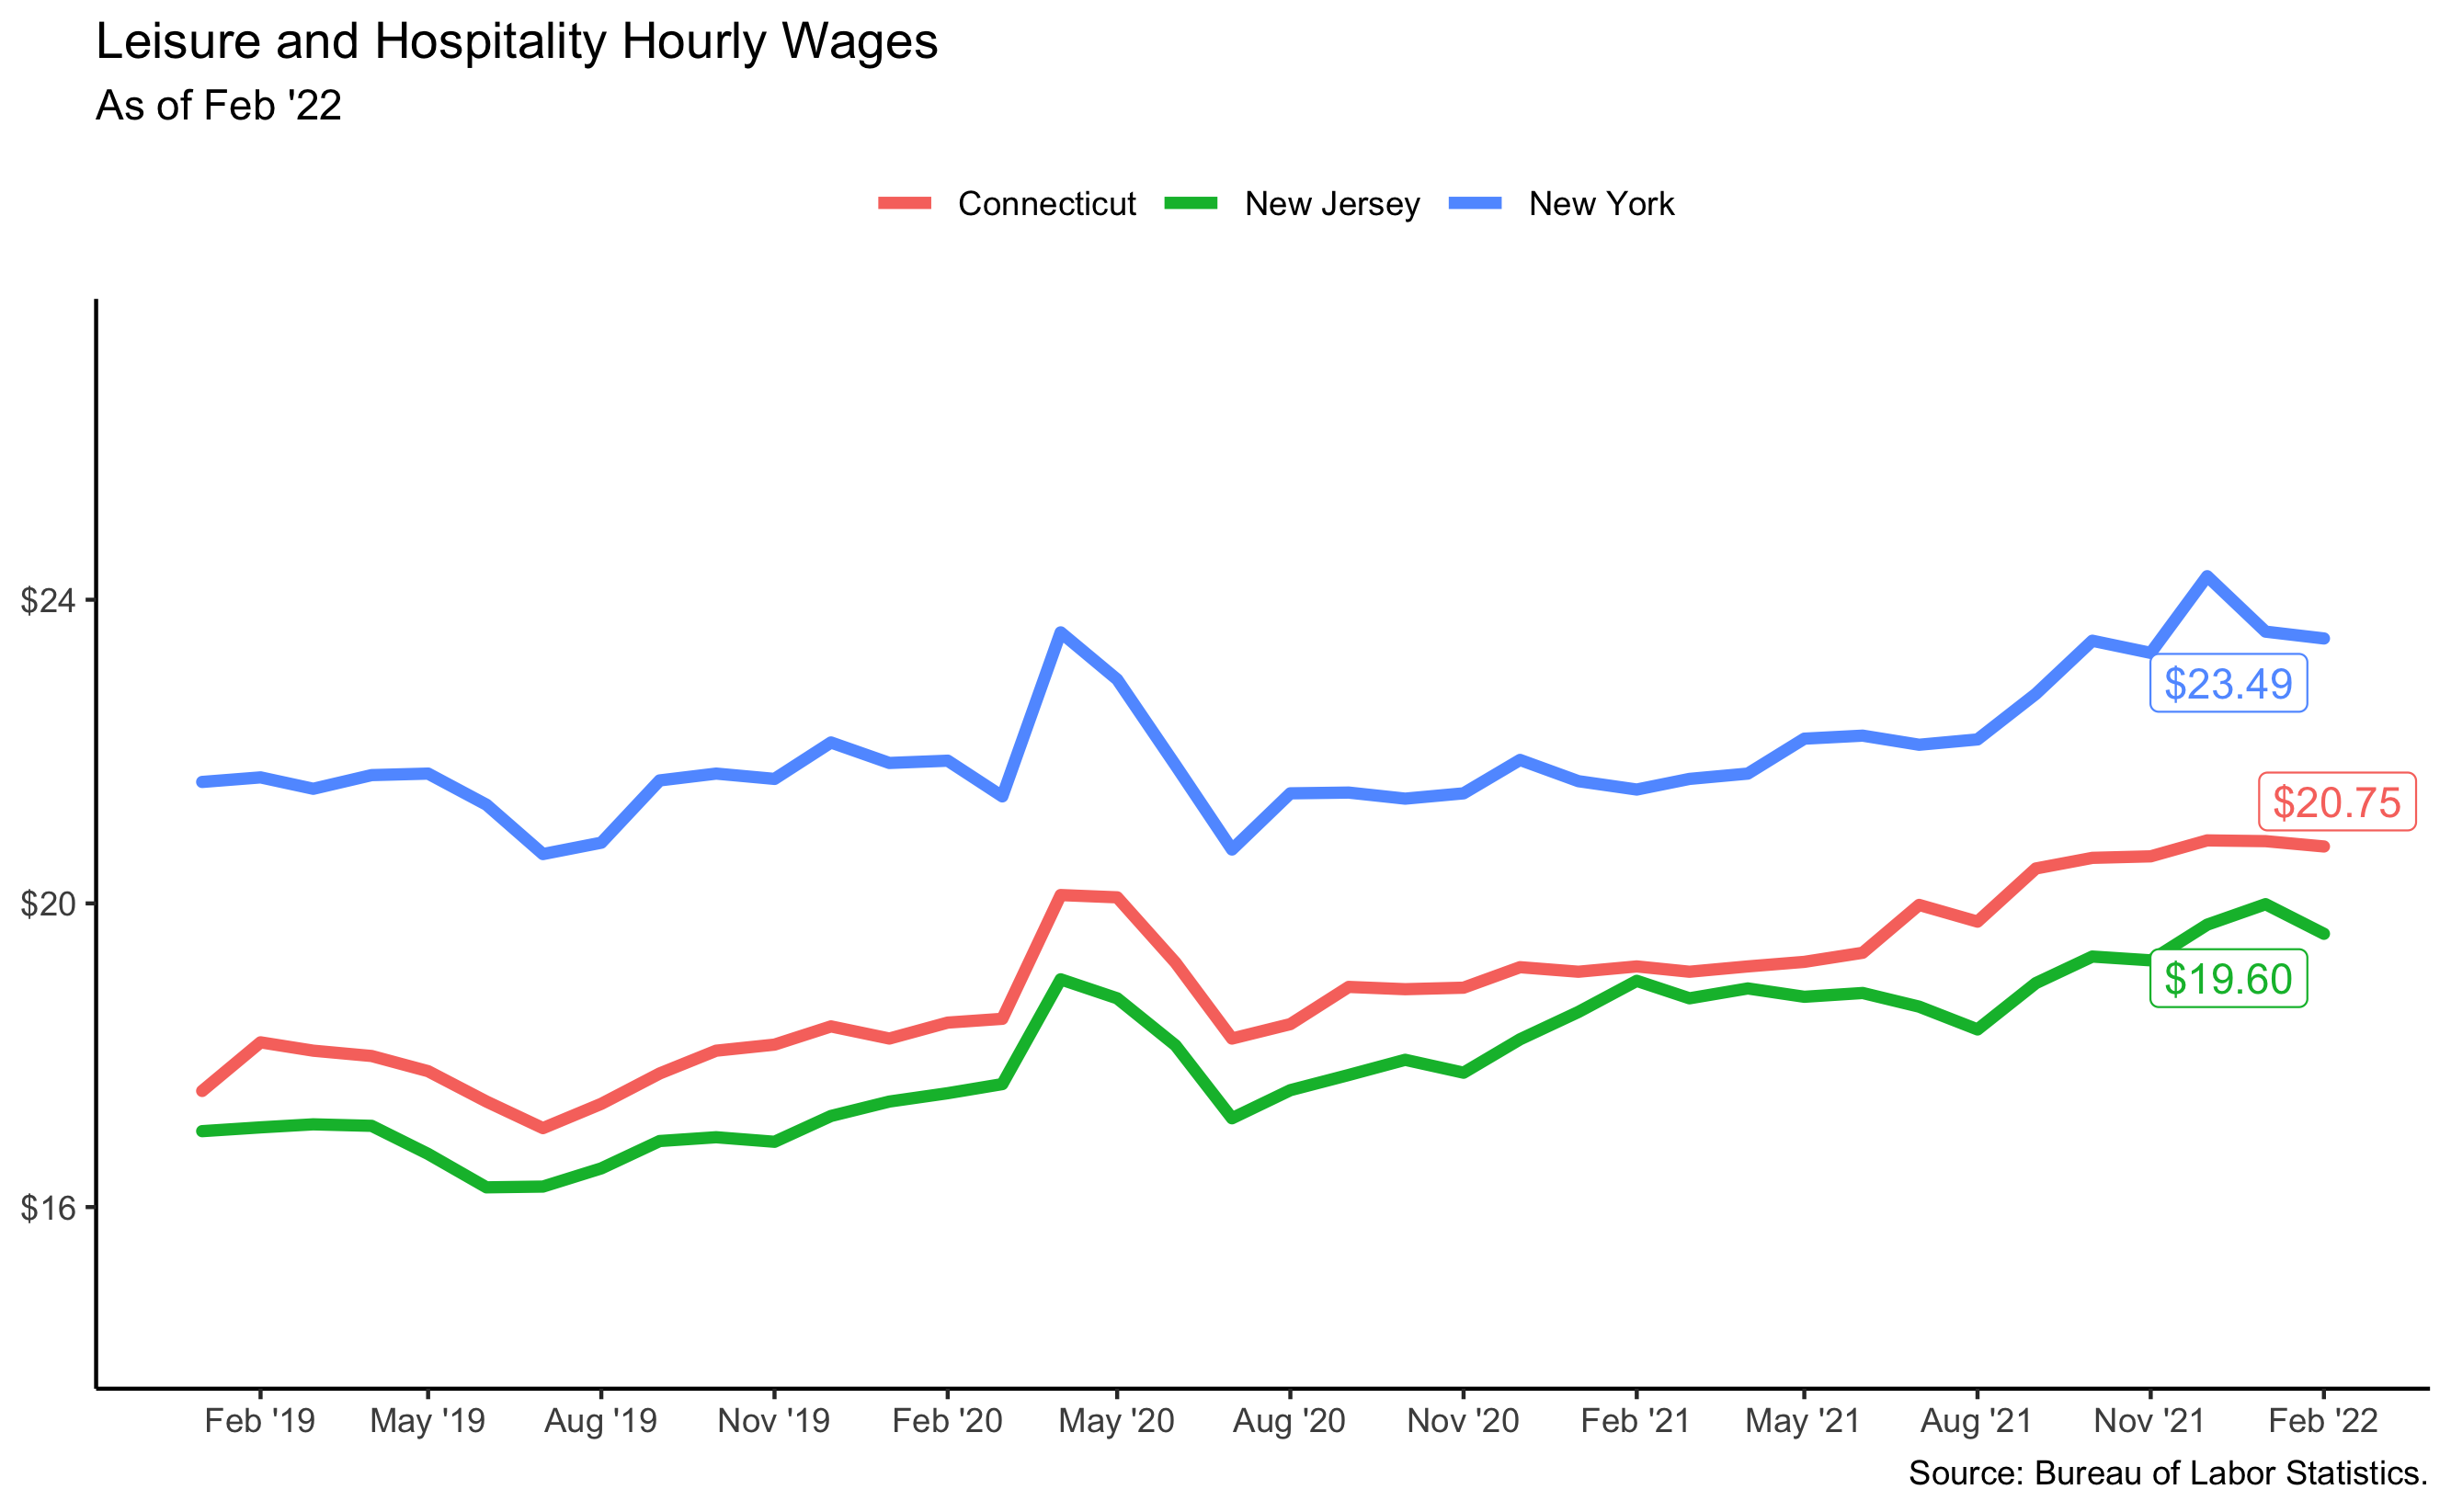 Leisure and Hospitality Hourly Wages
As of Feb '22
Connecticut New Jersey New York
$24
$20
$16
$23.49
$20.75
$19.60
Feb '19 May '19 Aug '19 Nov '19 Feb '20 May '20 Aug '20 Nov '20 Feb '21 May '21 Aug '21 Nov '21 Feb '22
Source: Bureau of Labor Statistics.